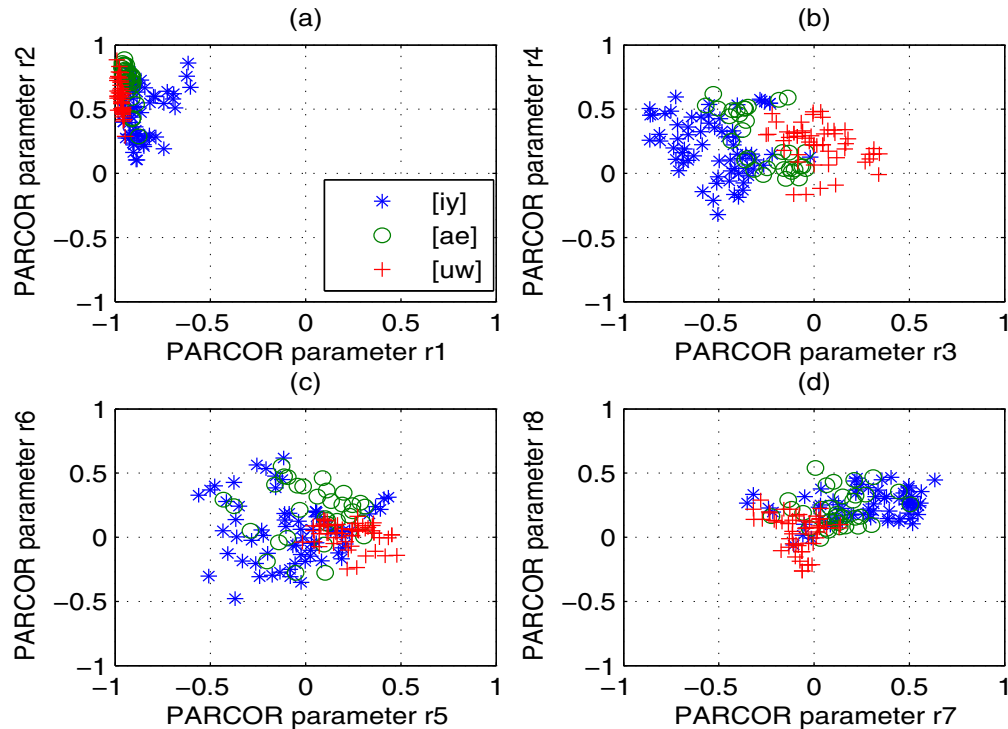 (a)
PARCOR parameter r2
1
0.5
0
−0.5
−1
−1 −0.5 0 0.5 1
PARCOR parameter r1
[iy]
[ae]
[uw]
(b)
PARCOR parameter r4
1
0.5
0
−0.5
−1
−1 −0.5 0 0.5 1
PARCOR parameter r3
(c)
PARCOR parameter r6
1
0.5
0
−0.5
−1
−1 −0.5 0 0.5 1
PARCOR parameter r5
(d)
PARCOR parameter r8
1
0.5
0
−0.5
−1
−1 −0.5 0 0.5 1
PARCOR parameter r7